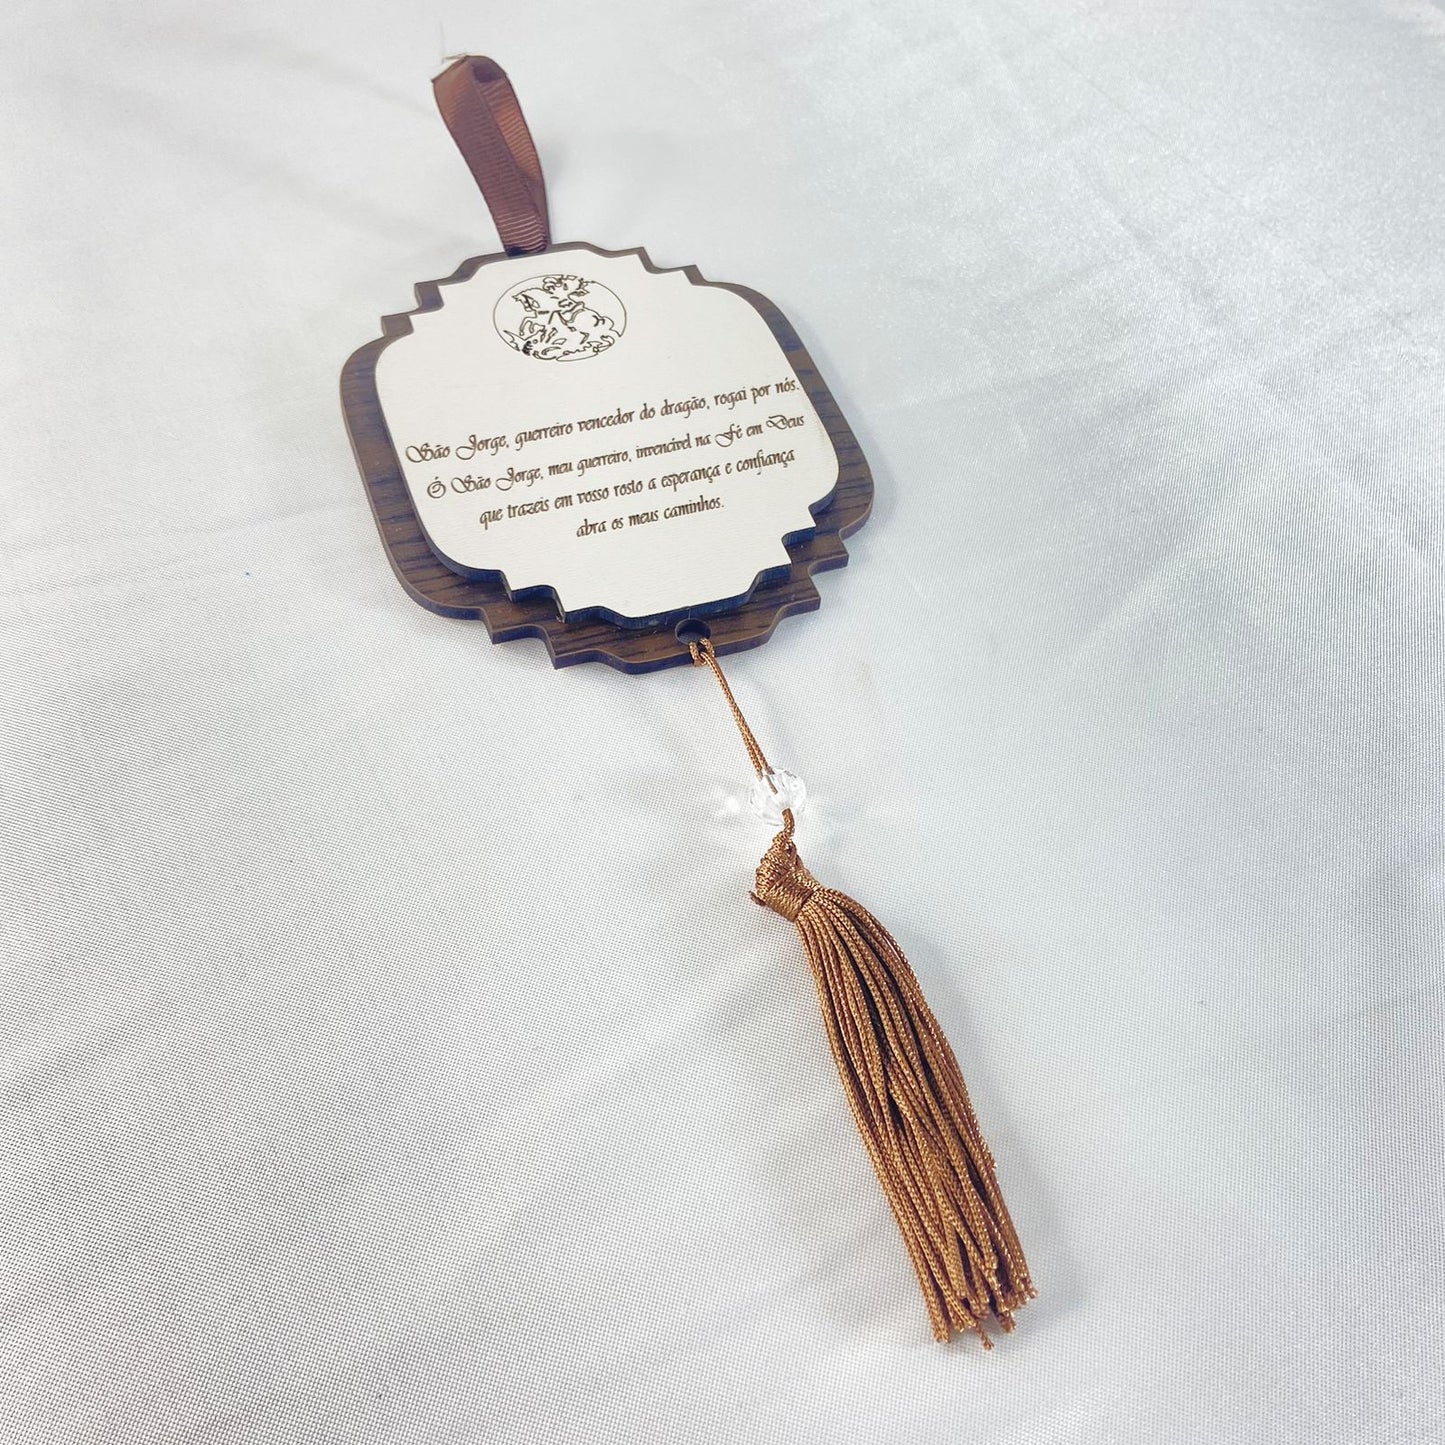 São Jorge, guerreiro vencedor do dragão, rogai por nós.
Ó São Jorge, meu guerreiro, invencível na Fé em Deus
que trazeis em vosso rosto a esperança e confiança
abra os meus caminhos.